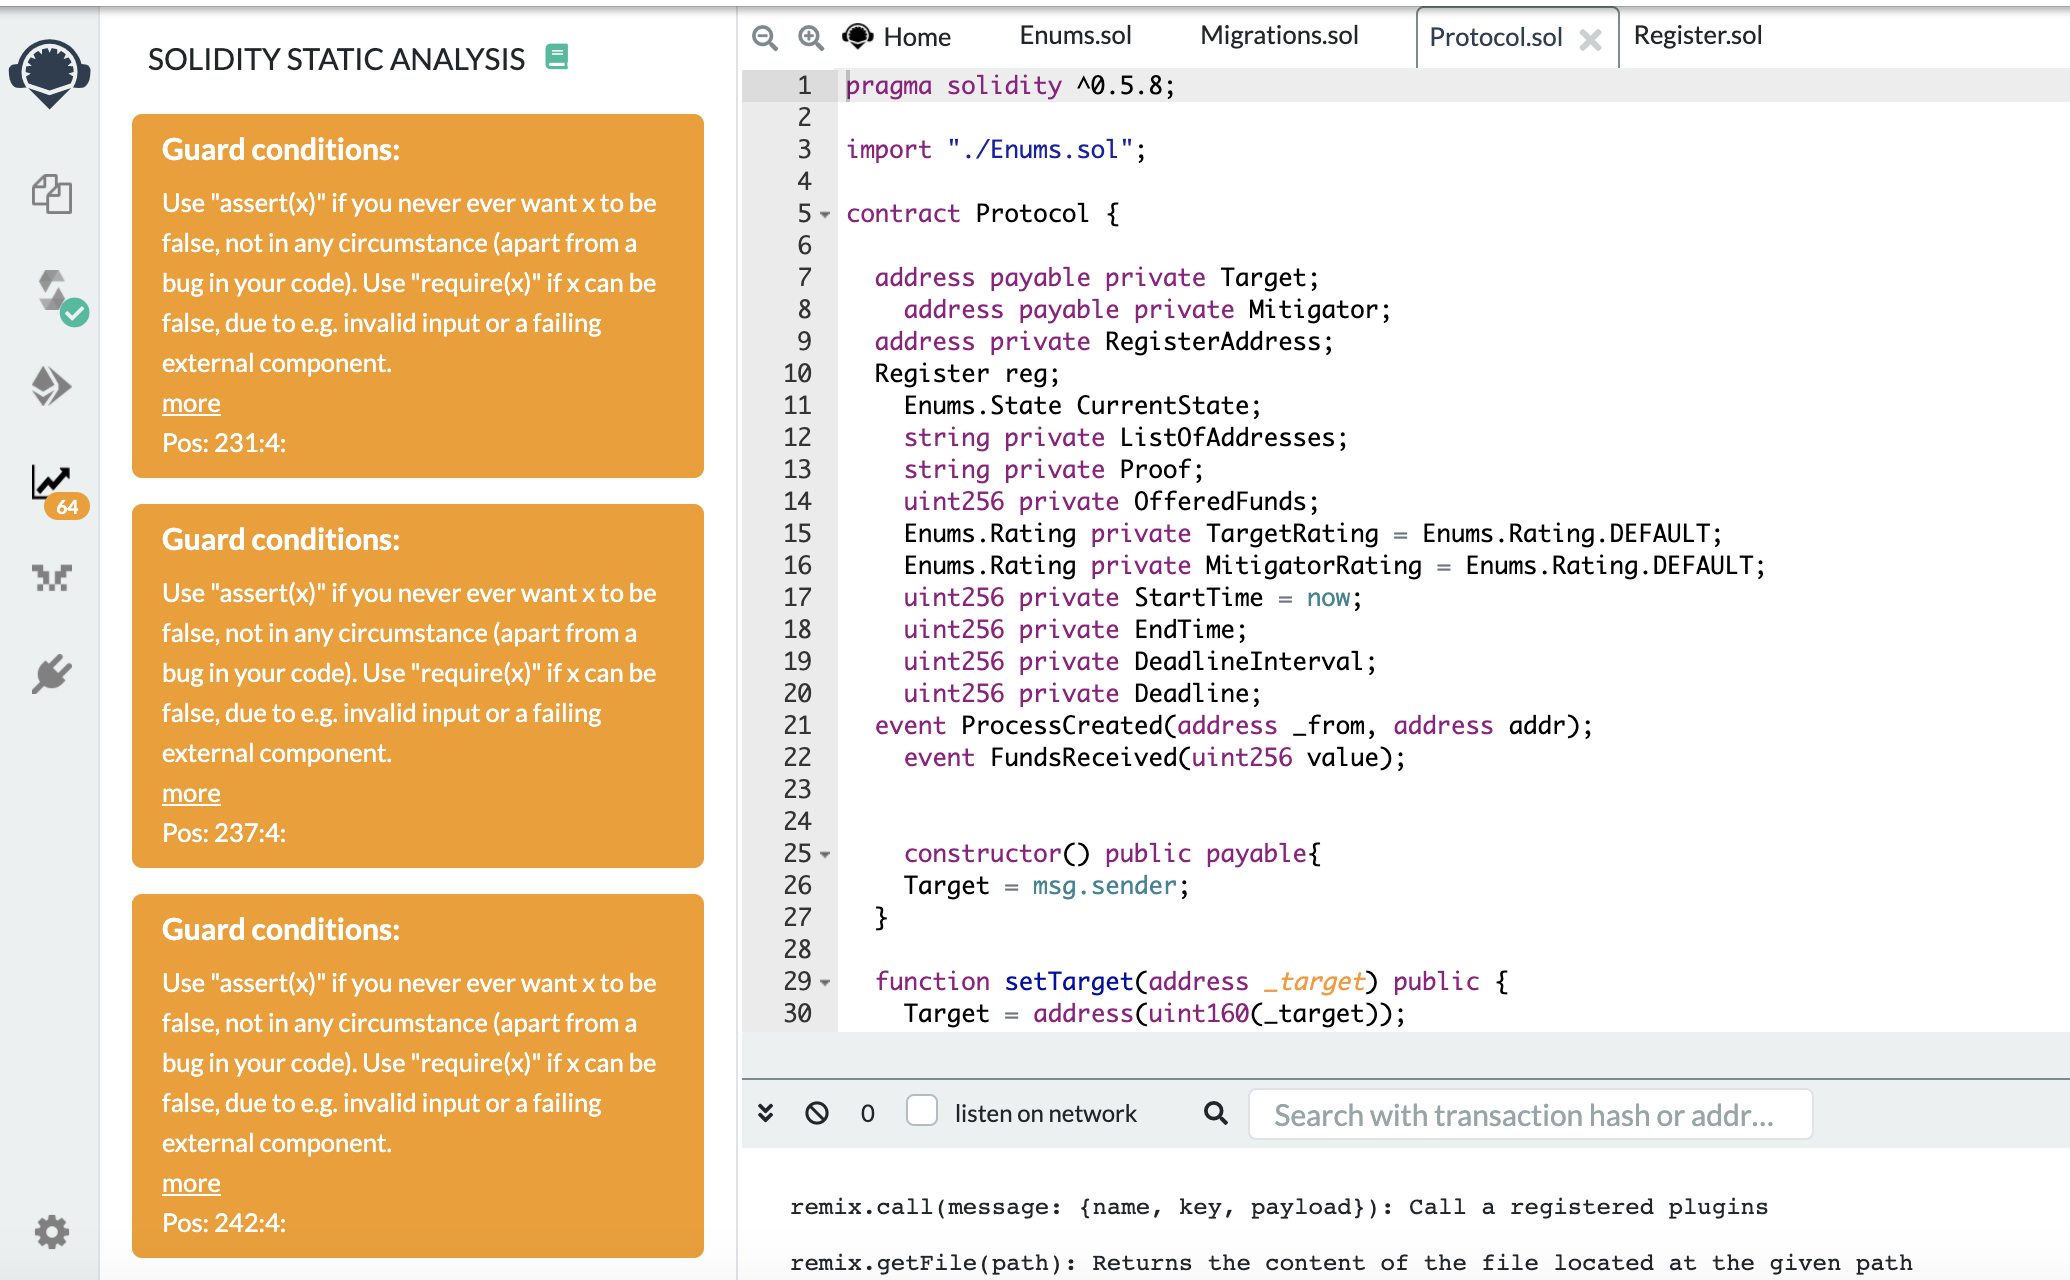 SOLIDITY STATIC ANALYSIS
Guard conditions:
Use "assert(x)" if you never ever want x to be
false, not in any circumstance (apart from a
bug in your code). Use "require(x)" if x can be
false, due to e.g. invalid input or a failing
external component.
more
Pos: 231:4:
Guard conditions:
Use "assert(x)" if you never ever want x to be
false, not in any circumstance (apart from a
bug in your code). Use "require(x)" if x can be
false, due to e.g. invalid input or a failing
external component.
more
Pos: 237:4:
Guard conditions:
Use "assert(x)" if you never ever want x to be
false, not in any circumstance (apart from a
bug in your code). Use "require(x)" if x can be
false, due to e.g. invalid input or a failing
external component.
more
Pos: 242:4:
64
Home Enums.sol Migrations.sol Protocol.sol Register.sol
1 pragma solidity ^0.5.8;
2
3 import "./Enums.sol";
4
5 contract Protocol {
6
7 address payable private Target;
8 address payable private Mitigator;
9 address private RegisterAddress;
10 Register reg;
11 Enums.State CurrentState;
12 string private ListOfAddresses;
13 string private Proof;
14 uint256 private OfferedFunds;
15 Enums.Rating private TargetRating = Enums.Rating.DEFAULT;
16 Enums.Rating private MitigatorRating = Enums.Rating.DEFAULT;
17 uint256 private StartTime = now;
18 uint256 private EndTime;
19 uint256 private DeadlineInterval;
20 uint256 private Deadline;
21 event ProcessCreated(address _from, address addr);
22 event FundsReceived(uint256 value);
23
24
25 constructor() public payable{
26 Target = msg.sender;
27 }
28
29 function setTarget(address _target) public {
30 Target = address(uint160(_target));
0 listen on network Search with transaction hash or addr...
remix.call(message: {name, key, payload}): Call a registered plugins
remix.getFile(path): Returns the content of the file located at the given path